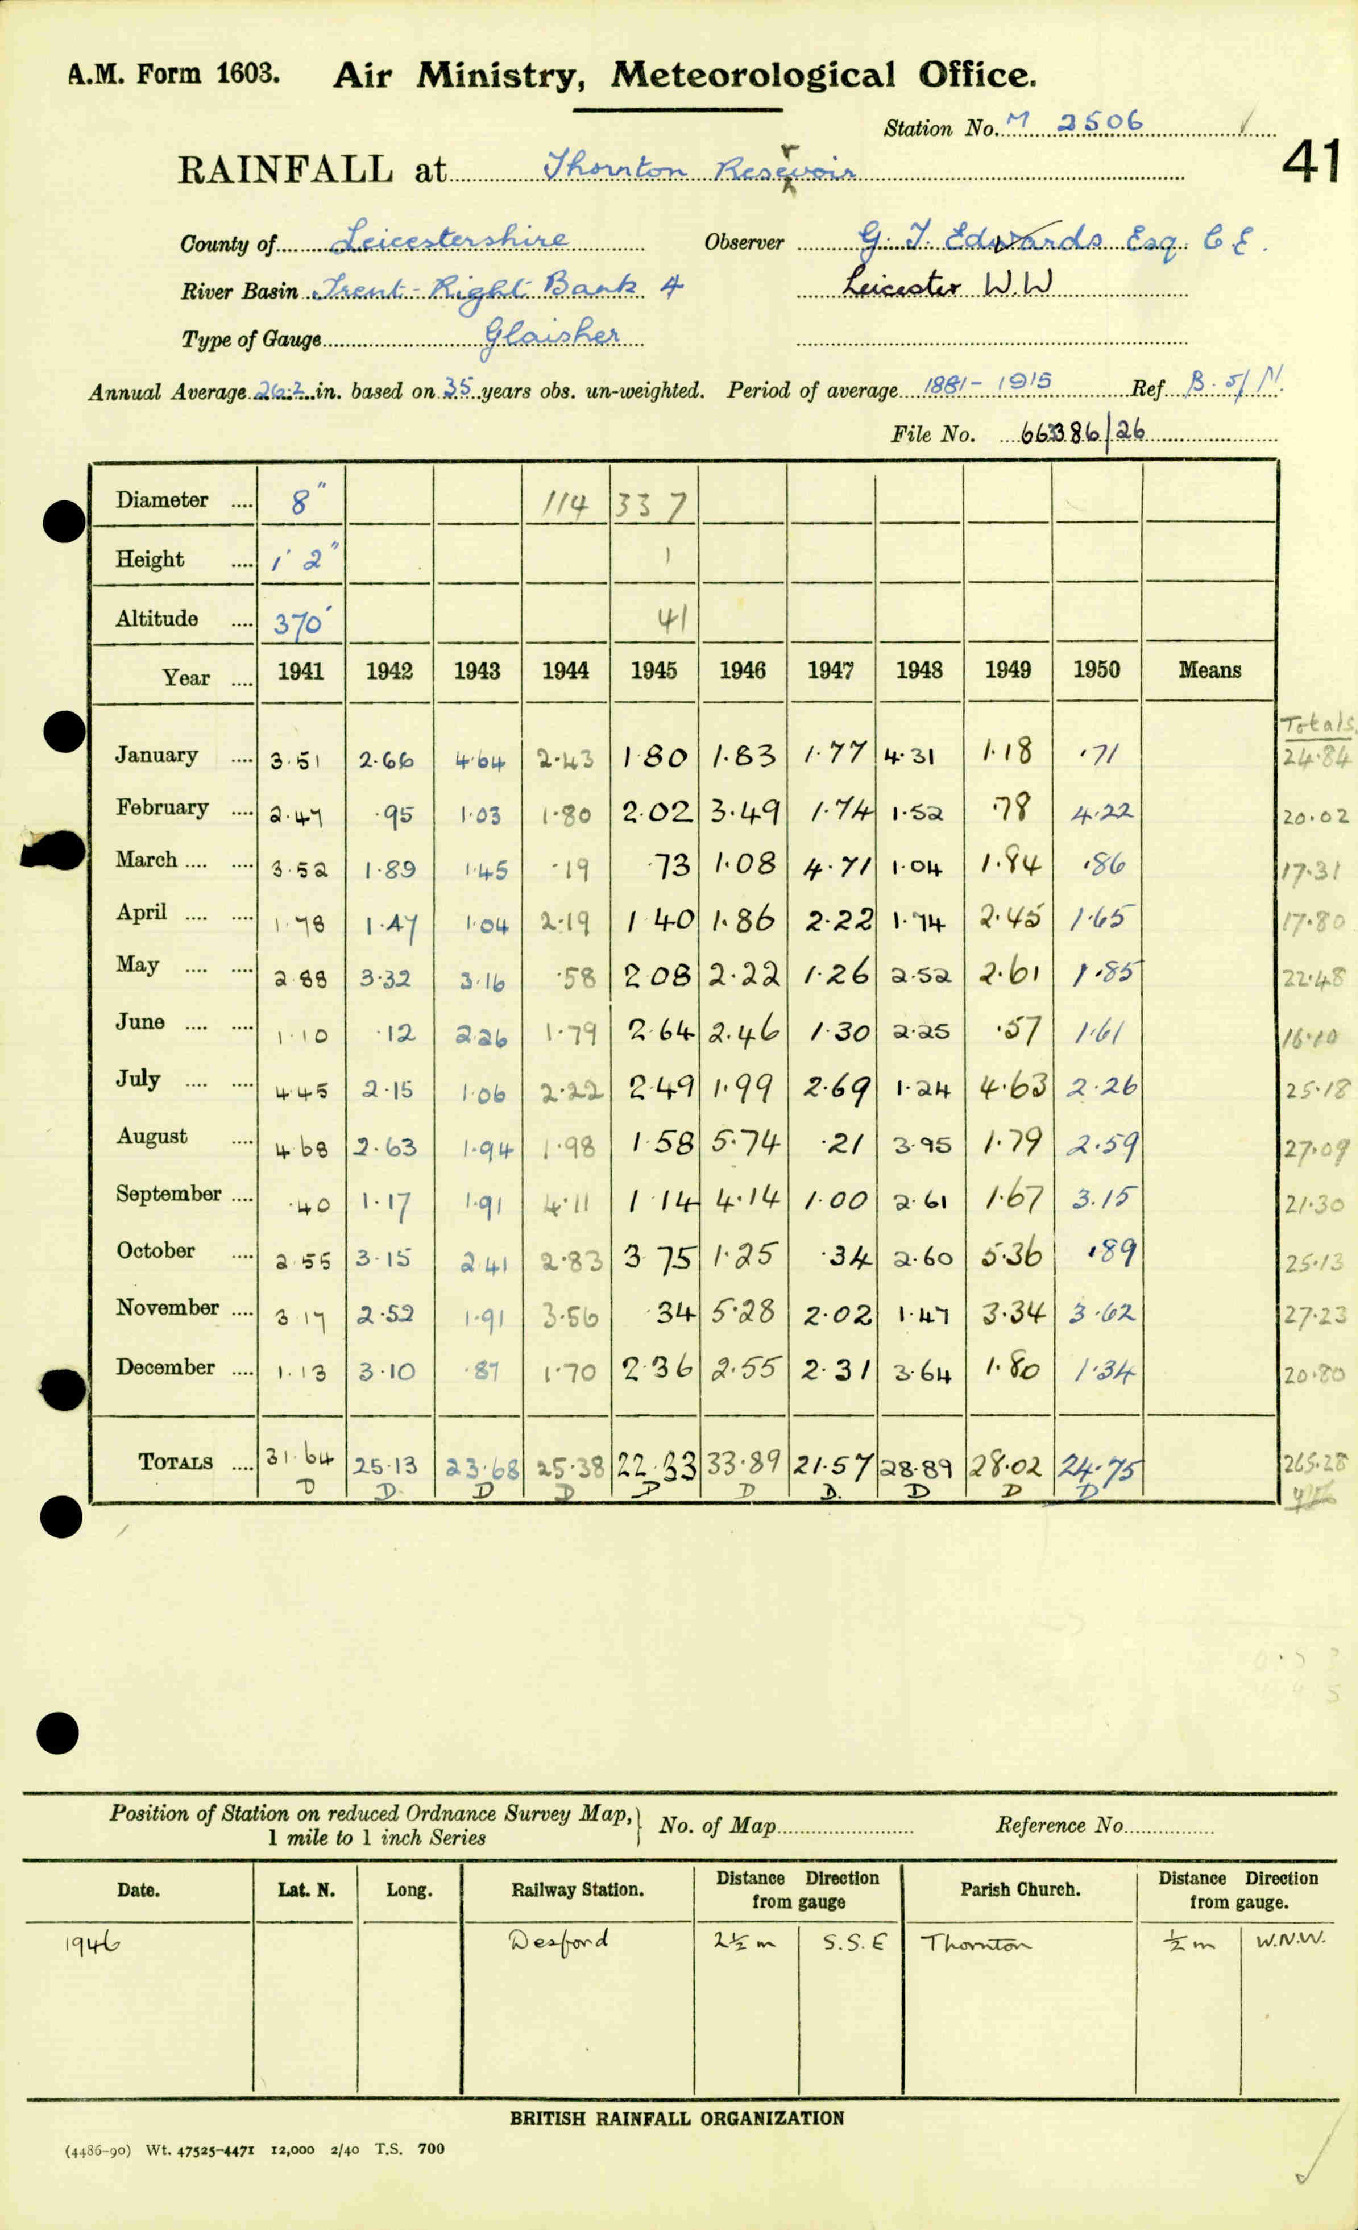 A.M. Form 1603. Air Ministry, Meteorological Office.
Station No. M 2506
41
RAINFALL at Thornton Reservoir
County of Leicestershire Observer G. J. Edwards Esq. C.E.
River Basin Trent - Right Bank 4 Leicester W.W
Type of Gauge Glaisher
Annual Average 26.2 in. based on 35 years obs. un-weighted. Period of average 1881 - 1915 Ref B. of N.
File No. 66386/26
Diameter .... 8" 114 33 7
Height .... 1' 2" 1
Altitude .... 370' 41
Year .... 1941 1942 1943 1944 1945 1946 1947 1948 1949 1950 Means
Totals
January .... 3.51 2.66 4.64 2.43 1.80 1.83 1.77 4.31 1.18 .71 24.84
February .... 2.47 .95 1.03 1.80 2.02 3.49 1.74 1.52 .78 4.22 20.02
March .... .... 3.52 1.89 1.45 .19 .73 1.08 4.71 1.04 1.84 .86 17.31
April .... .... 1.78 1.47 1.04 2.19 1.40 1.86 2.22 1.74 2.45 1.65 17.80
May .... .... 2.88 3.32 3.16 .58 2.08 2.22 1.26 2.52 2.61 1.85 22.48
June .... .... 1.10 .12 2.26 1.79 2.64 2.46 1.30 2.25 .57 1.61 16.10
July .... .... 4.45 2.15 1.06 2.22 2.49 1.99 2.69 1.24 4.63 2.26 25.18
August .... 4.68 2.63 1.94 1.98 1.58 5.74 .21 3.95 1.79 2.59 27.09
September .... .40 1.17 1.91 4.11 1.14 4.14 1.00 2.61 1.67 3.15 21.30
October .... 2.55 3.15 2.41 2.83 3.75 1.25 .34 2.60 5.36 .89 25.13
November .... 3.17 2.52 1.91 3.56 .34 5.28 2.02 1.47 3.34 3.62 27.23
December .... 1.13 3.10 .87 1.70 2.36 2.55 2.31 3.64 1.80 1.34 20.80
TOTALS .... 31.64 25.13 23.68 25.38 22.33 33.89 21.57 28.89 28.02 24.75 265.28
D D D D D D D. D D D
Position of Station on reduced Ordnance Survey Map, 1 mile to 1 inch Series } No. of Map Reference No.
Date. Lat. N. Long. Railway Station. Distance Direction from gauge Parish Church. Distance Direction from gauge.
1946 Desford 2½ m S.S.E Thornton ½ m W.N.W.
BRITISH RAINFALL ORGANIZATION
(4486-90) Wt. 47525-4471 12,000 2/40 T.S. 700